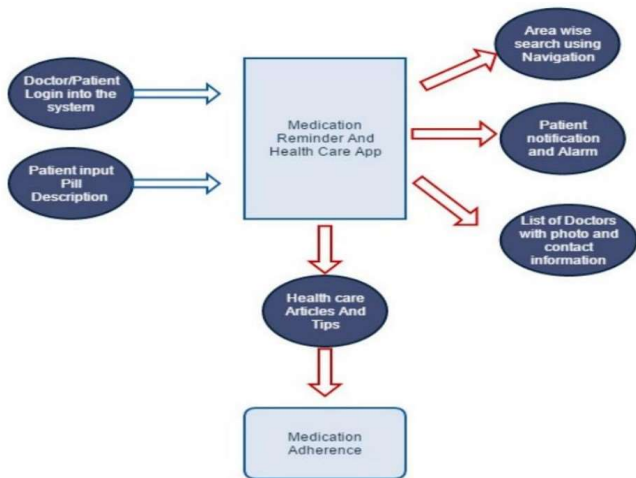 Doctor/Patient
Login into the
system
Patient input
Pill
Description
Medication
Reminder And
Health Care App
Area wise
search using
Navigation
Patient
notification
and Alarm
List of Doctors
with photo and
contact
information
Health care
Articles And
Tips
Medication
Adherence